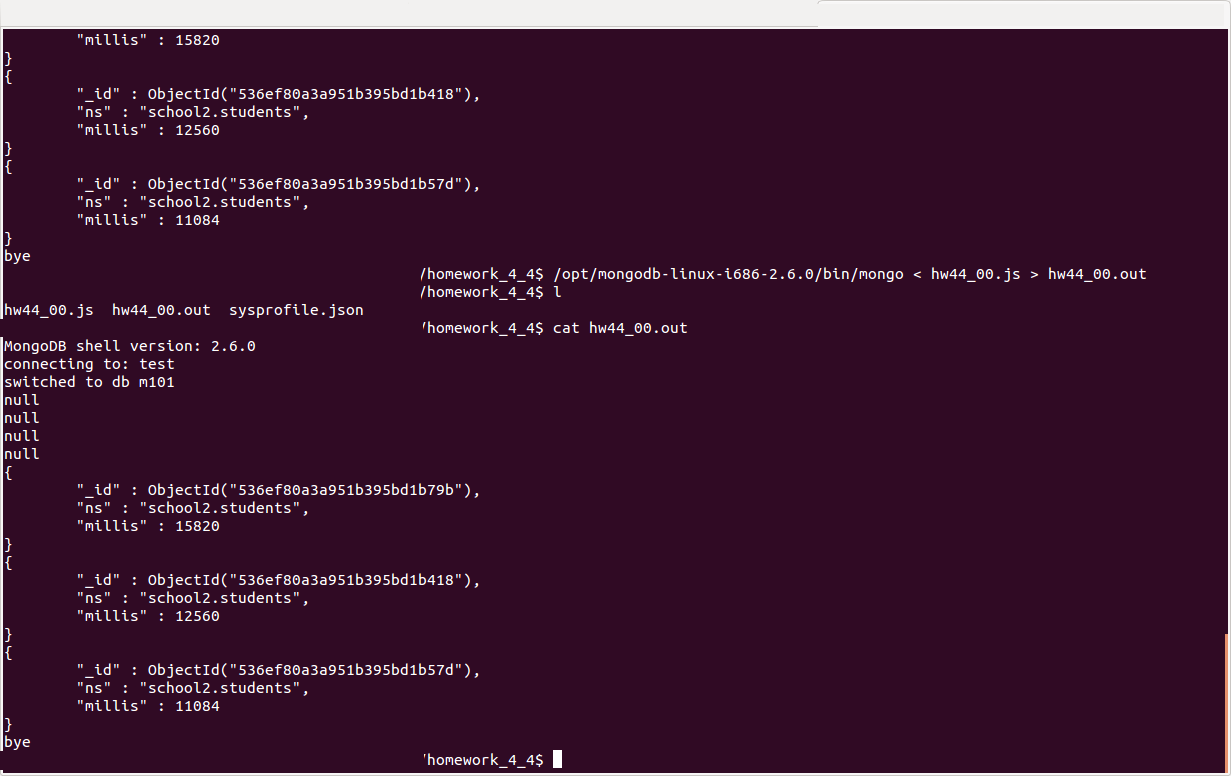 "millis" : 15820
}
{
"_id" : ObjectId("536ef80a3a951b395bd1b418"),
"ns" : "school2.students",
"millis" : 12560
}
{
"_id" : ObjectId("536ef80a3a951b395bd1b57d"),
"ns" : "school2.students",
"millis" : 11084
}
bye
/homework_4_4$ /opt/mongodb-linux-i686-2.6.0/bin/mongo < hw44_00.js > hw44_00.out
/homework_4_4$ l
hw44_00.js  hw44_00.out  sysprofile.json
/homework_4_4$ cat hw44_00.out
MongoDB shell version: 2.6.0
connecting to: test
switched to db m101
null
null
null
null
{
"_id" : ObjectId("536ef80a3a951b395bd1b79b"),
"ns" : "school2.students",
"millis" : 15820
}
{
"_id" : ObjectId("536ef80a3a951b395bd1b418"),
"ns" : "school2.students",
"millis" : 12560
}
{
"_id" : ObjectId("536ef80a3a951b395bd1b57d"),
"ns" : "school2.students",
"millis" : 11084
}
bye
/homework_4_4$